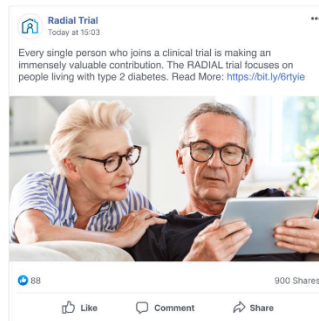 Radial Trial
Today at 15:03
Every single person who joins a clinical trial is making an
immensely valuable contribution. The RADIAL trial focuses on
people living with type 2 diabetes. Read More: https://bit.ly/6rtyie
88
900 Shares
Like
Comment
Share